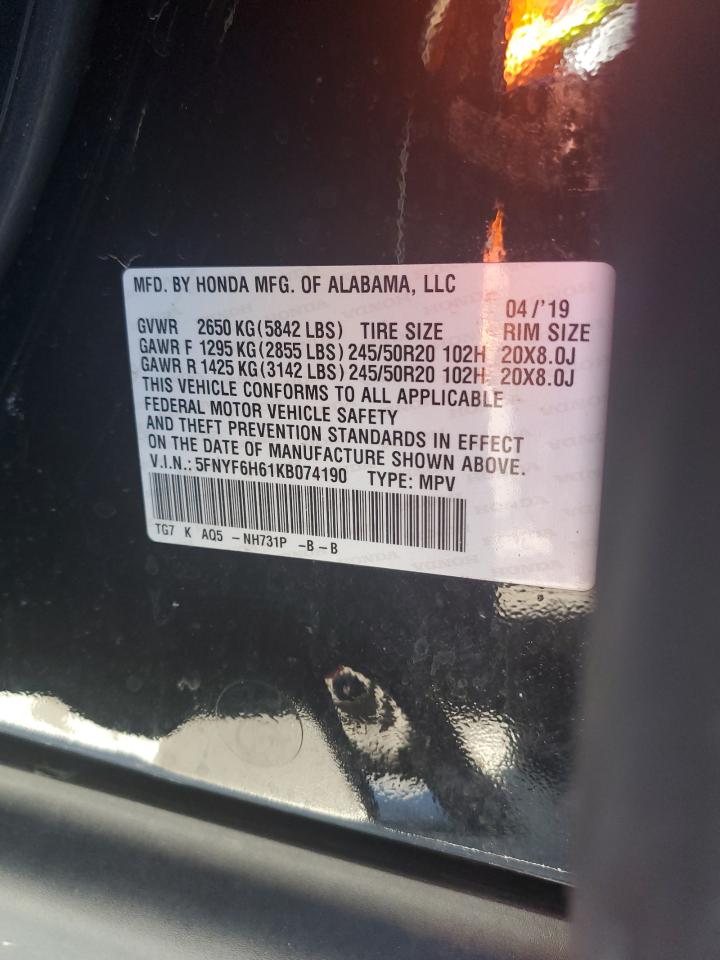 MFD. BY HONDA MFG. OF ALABAMA, LLC
04/'19
GVWR 2650 KG (5842 LBS) TIRE SIZE RIM SIZE
GAWR F 1295 KG (2855 LBS) 245/50R20 102H 20X8.0J
GAWR R 1425 KG (3142 LBS) 245/50R20 102H 20X8.0J
THIS VEHICLE CONFORMS TO ALL APPLICABLE
FEDERAL MOTOR VEHICLE SAFETY
AND THEFT PREVENTION STANDARDS IN EFFECT
ON THE DATE OF MANUFACTURE SHOWN ABOVE.
V.I.N.: 5FNYF6H61KB074190 TYPE: MPV
TG7 K AQ5 -NH731P -B-B